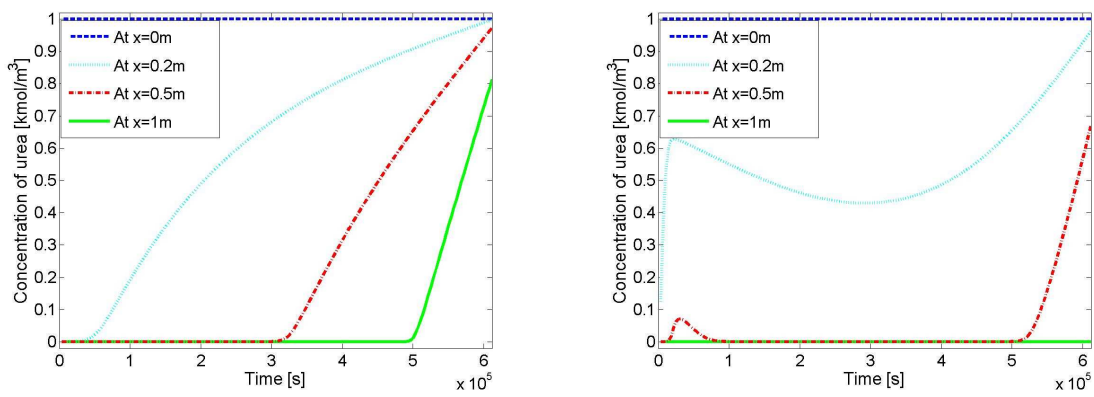 Concentration of urea [kmol/m³]
1
0.9
0.8
0.7
0.6
0.5
0.4
0.3
0.2
0.1
0
At x=0m
At x=0.2m
At x=0.5m
At x=1m
0 1 2 3 4 5 6
Time [s]
x 10⁵
Concentration of urea [kmol/m³]
1
0.9
0.8
0.7
0.6
0.5
0.4
0.3
0.2
0.1
0
At x=0m
At x=0.2m
At x=0.5m
At x=1m
0 1 2 3 4 5 6
Time [s]
x 10⁵